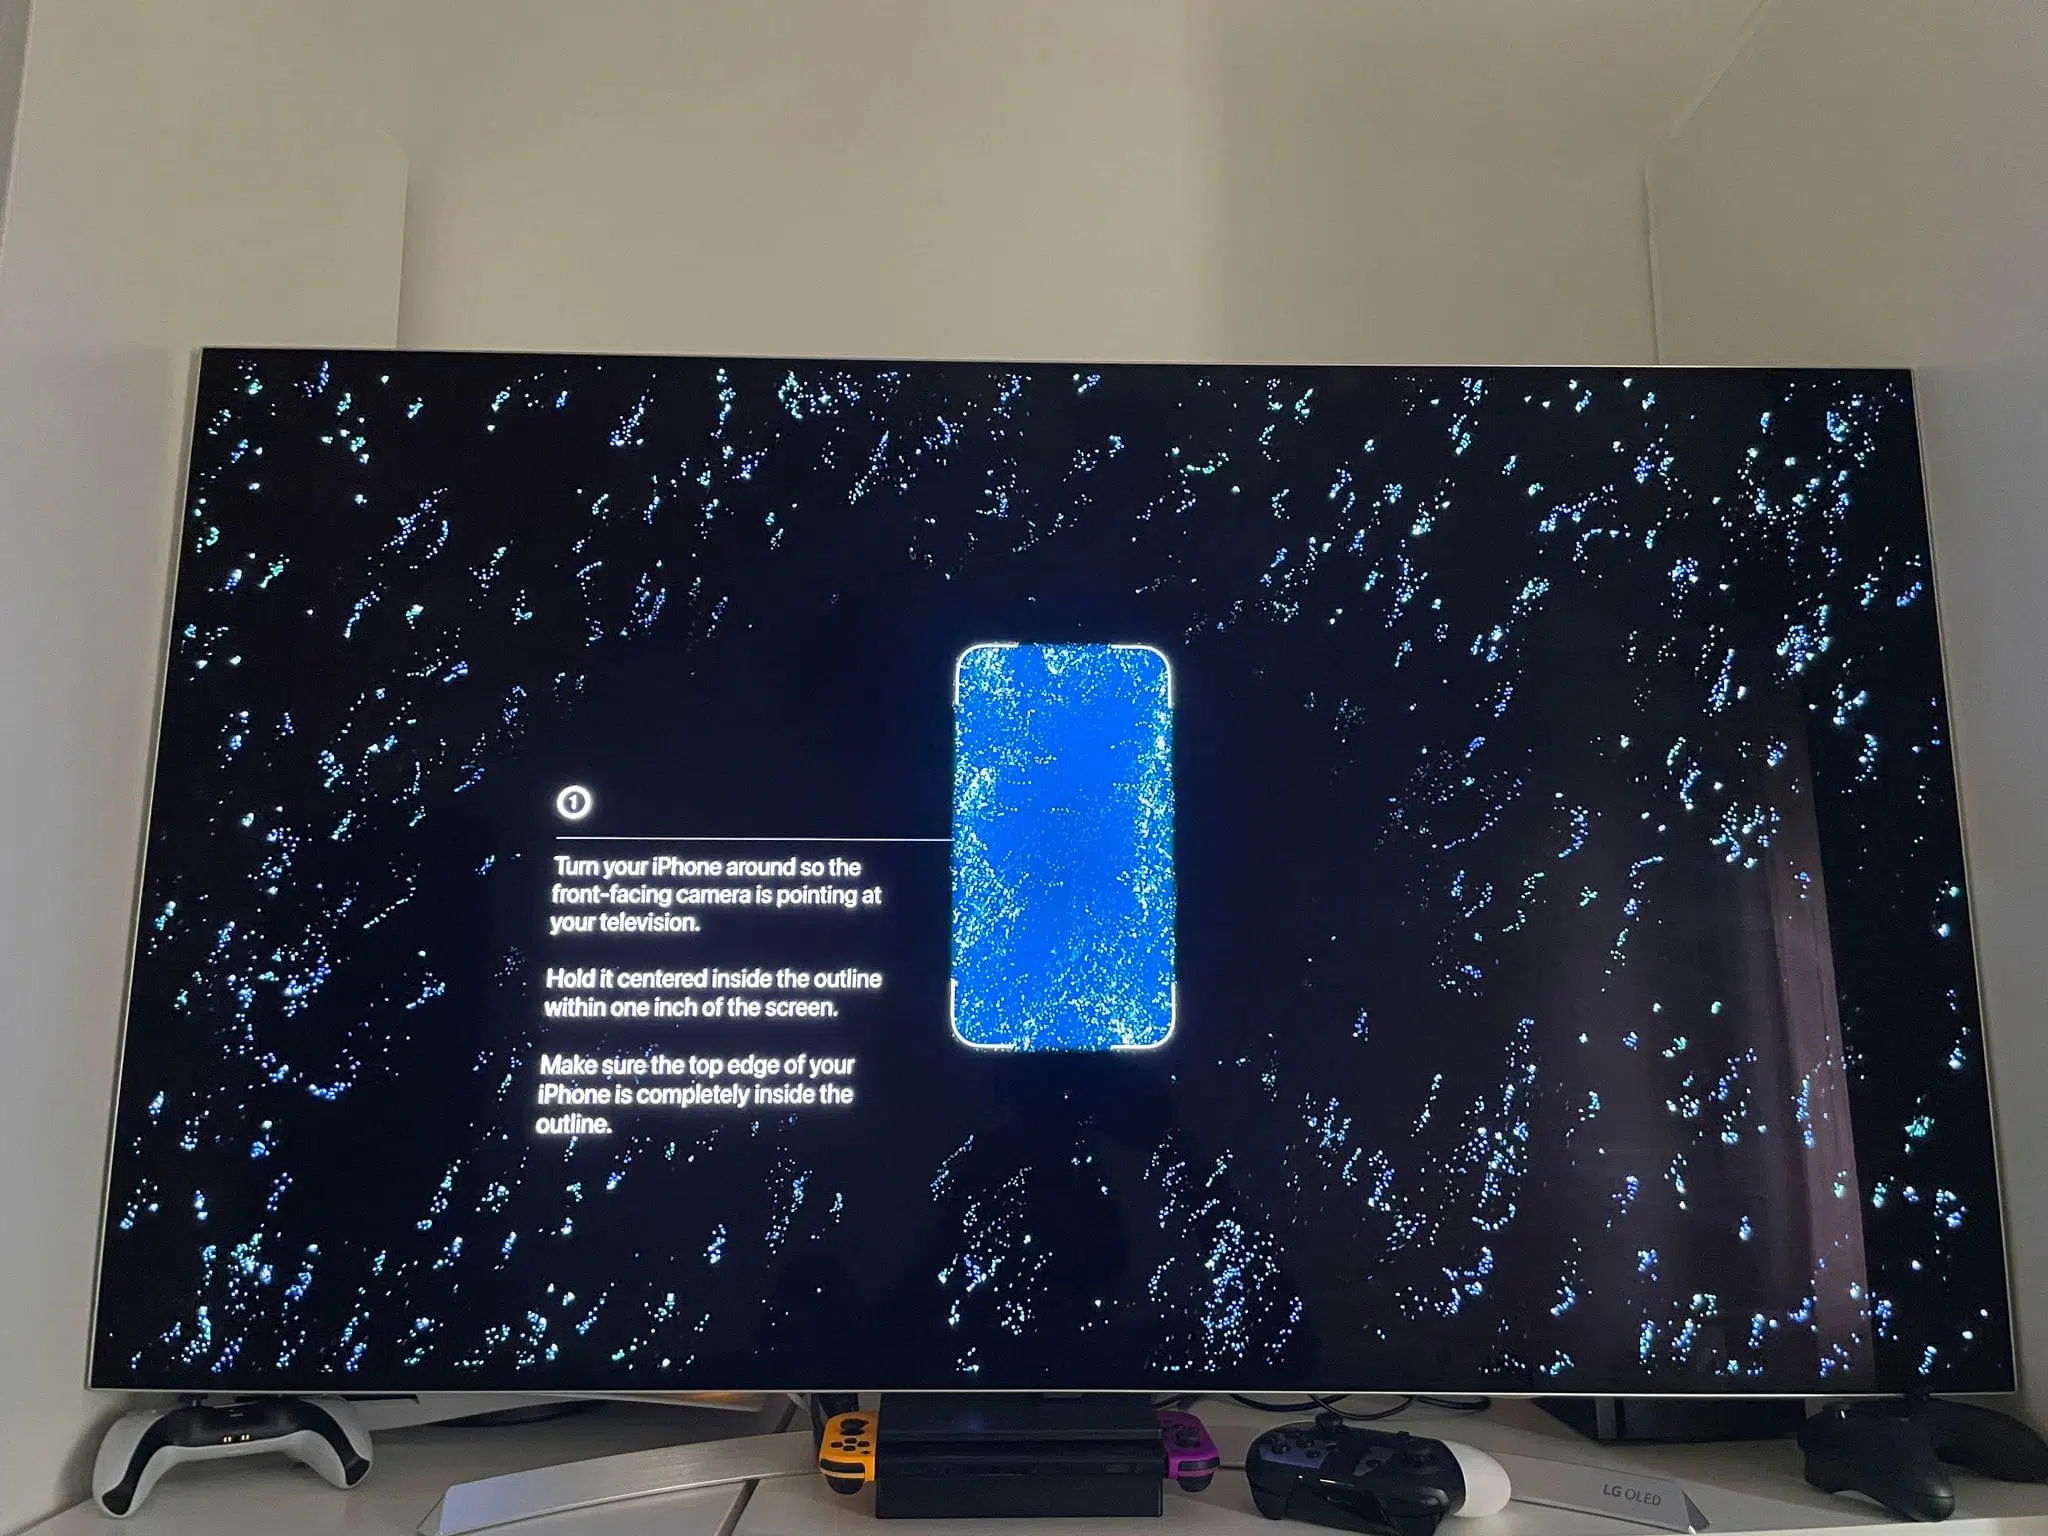 1
Turn your iPhone around so the
front-facing camera is pointing at
your television.
Hold it centered inside the outline
within one inch of the screen.
Make sure the top edge of your
iPhone is completely inside the
outline.
LG OLED